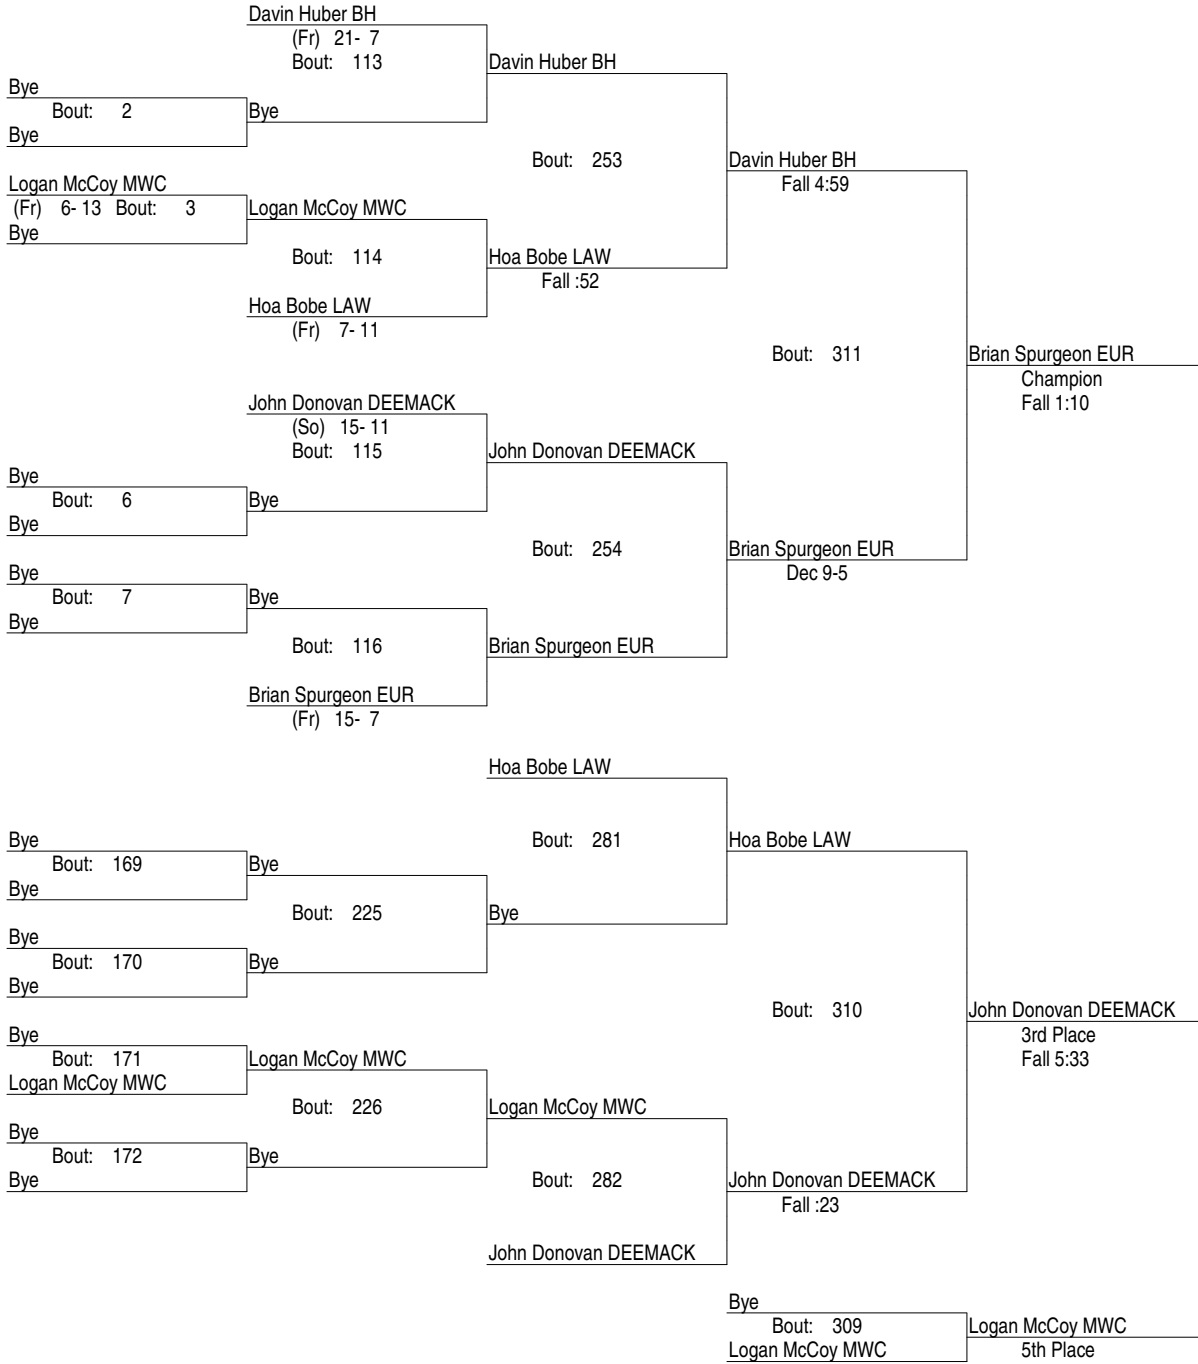 Davin Huber BH
(Fr) 21- 7
Bout: 113
Davin Huber BH
Bye
Bout: 2
Bye
Bye
Bout: 253
Davin Huber BH
Fall 4:59
Logan McCoy MWC
(Fr) 6- 13 Bout: 3
Logan McCoy MWC
Bye
Bout: 114
Hoa Bobe LAW
Fall :52
Hoa Bobe LAW
(Fr) 7- 11
Bout: 311
Brian Spurgeon EUR
Champion
Fall 1:10
John Donovan DEEMACK
(So) 15- 11
Bout: 115
John Donovan DEEMACK
Bye
Bout: 6
Bye
Bye
Bout: 254
Brian Spurgeon EUR
Dec 9-5
Bye
Bout: 7
Bye
Bye
Bout: 116
Brian Spurgeon EUR
Brian Spurgeon EUR
(Fr) 15- 7
Hoa Bobe LAW
Bout: 281
Hoa Bobe LAW
Bye
Bout: 169
Bye
Bye
Bout: 225
Bye
Bye
Bout: 170
Bye
Bye
Bout: 310
John Donovan DEEMACK
3rd Place
Fall 5:33
Bye
Bout: 171
Logan McCoy MWC
Logan McCoy MWC
Bout: 226
Logan McCoy MWC
Bye
Bout: 172
Bye
Bye
Bout: 282
John Donovan DEEMACK
Fall :23
John Donovan DEEMACK
Bye
Bout: 309
Logan McCoy MWC
Logan McCoy MWC
5th Place